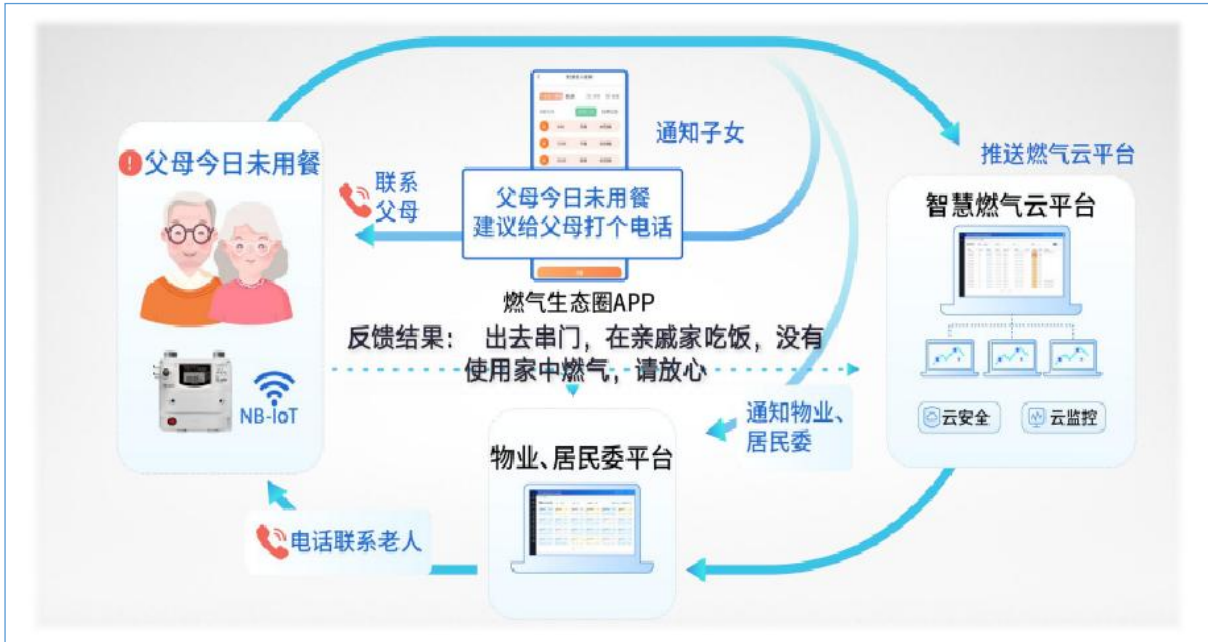 父母今日未用餐
NB-IoT
联系
父母
通知子女
父母今日未用餐
建议给父母打个电话
燃气生态圈APP
反馈结果： 出去串门，在亲戚家吃饭，没有
使用家中燃气，请放心
推送燃气云平台
智慧燃气云平台
云安全
云监控
通知物业、
居民委
物业、居民委平台
电话联系老人